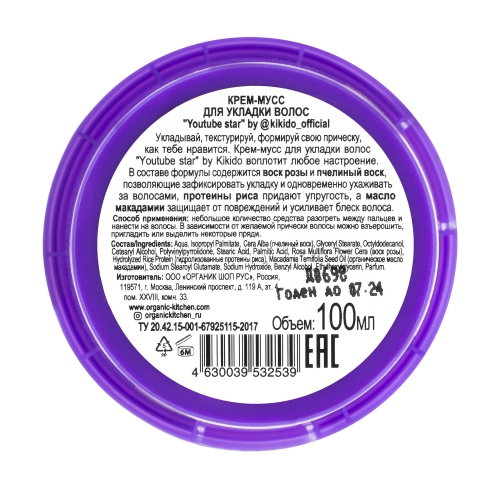 КРЕМ-МУСС
ДЛЯ УКЛАДКИ ВОЛОС
"Youtube star" by @kikido_official
Укладывай, текстурируй, формируй свою прическу,
как тебе нравится. Крем-мусс для укладки волос
"Youtube star" by Kikido воплотит любое настроение.
В составе формулы содержится воск розы и пчелиный воск,
позволяющие зафиксировать укладку и одновременно ухаживать
за волосами, протеины риса придают упругость, а масло
макадамии защищает от повреждений и усиливает блеск волоса.
Способ применения: небольшое количество средства разогреть между пальцев и
нанести на волосы. В зависимости от желаемой прически волосы можно взъерошить,
пригладить или выделить некоторые пряди.
Состав/Ingredients: Aqua, Isopropyl Palmitate, Cera Alba (пчелиный воск), Glyceryl Stearate, Octyldodecanol,
Cetearyl Alcohol, Polyvinylpyrrolidone, Stearic Acid, Palmitic Acid, Rosa Multiflora Flower Cera (воск розы),
Hydrolyzed Rice Protein (гидролизованные протеины риса), Macadamia Ternifolia Seed Oil (органическое масло
макадамии), Sodium Stearoyl Glutamate, Sodium Hydroxide, Benzyl Alcohol, Ethylhexylglycerin, Parfum.
Изготовитель: ООО «ОРГАНИК ШОП РУС», Россия,
119571, г. Москва, Ленинский проспект, д. 119 А, эт.
пом. XXVIII, комн. 33.
Годен до 07-24
organic-kitchen.com
organickitchen_ru
ТУ 20.42.15-001-67925115-2017
Объем: 100мл
6M
EAC
4 630039 532539